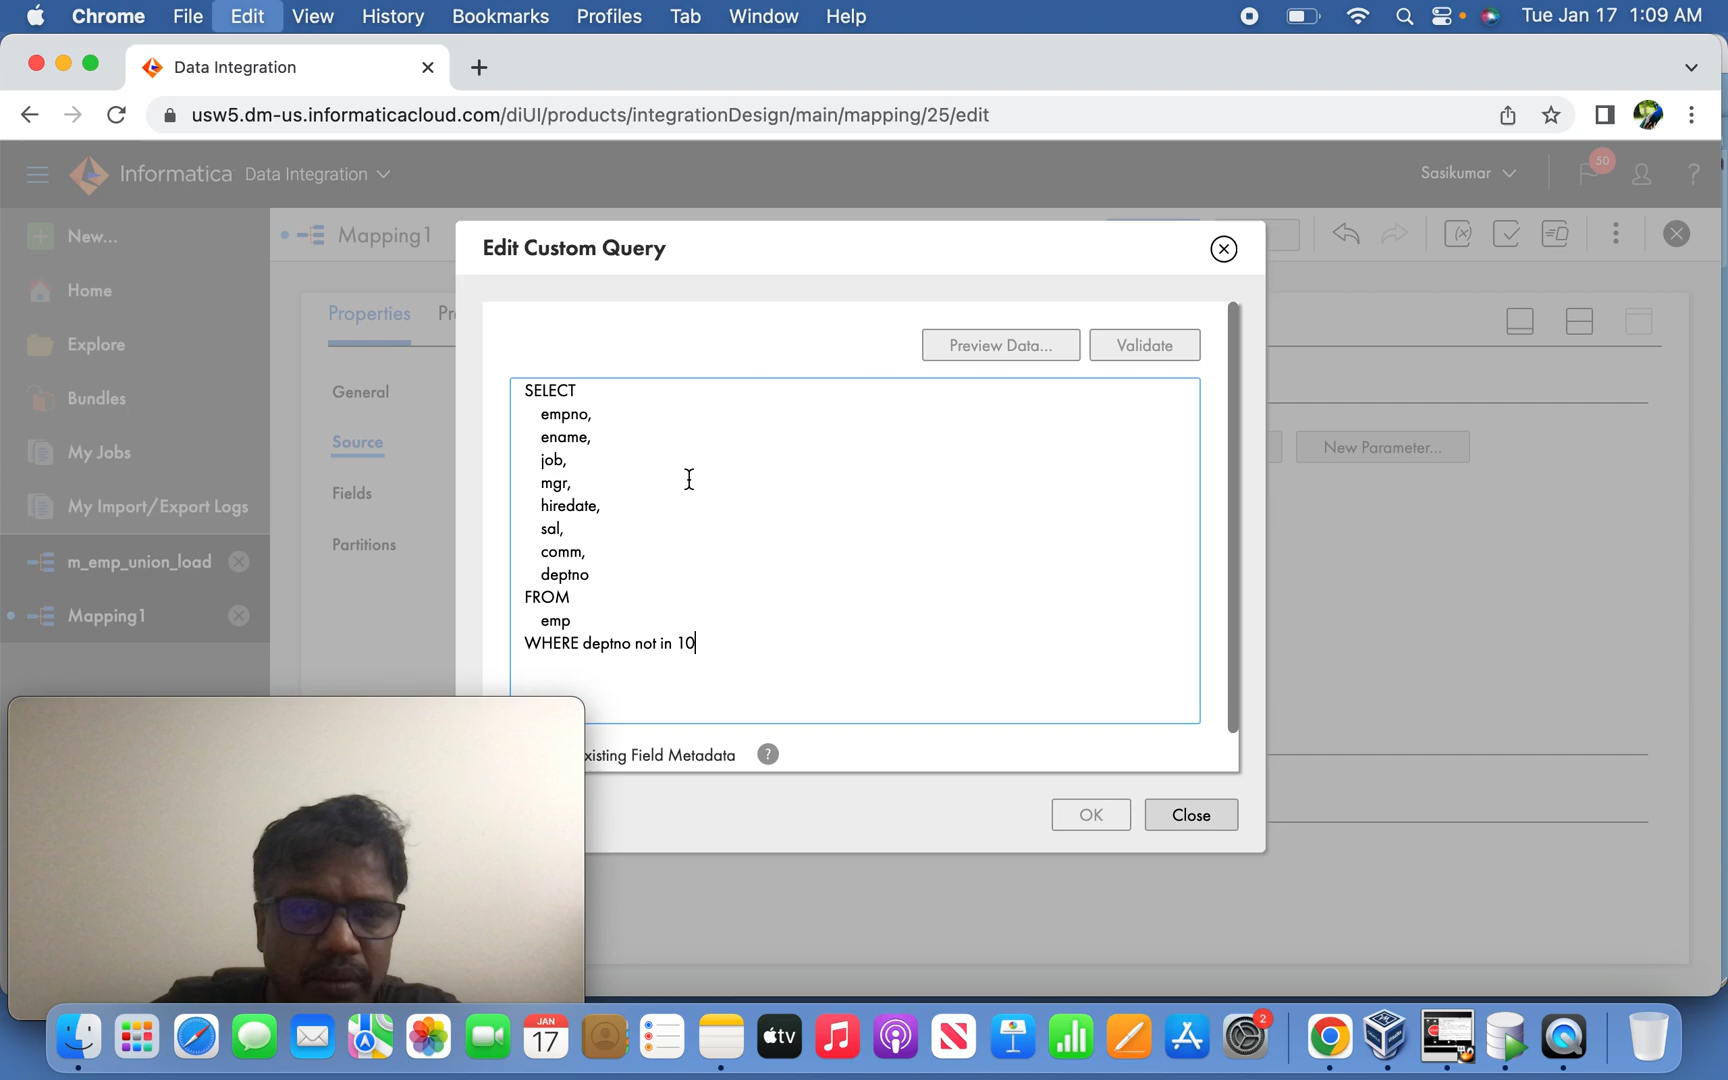 Chrome File Edit View History Bookmarks Profiles Tab Window Help Tue Jan 17 1:09 AM
Data Integration
usw5.dm-us.informaticacloud.com/diUI/products/integrationDesign/main/mapping/25/edit
Informatica Data Integration Sasikumar 50 ?
New... Mapping1
Edit Custom Query
Home
Properties Pr
Explore
Preview Data... Validate
Bundles
General
SELECT
empno,
ename,
Source
New Parameter...
My Jobs
job,
mgr,
Fields
My Import/Export Logs
hiredate,
sal,
Partitions
comm,
m_emp_union_load
deptno
FROM
Mapping1
emp
WHERE deptno not in 10
xisting Field Metadata ?
OK Close
JAN
17
tv
2